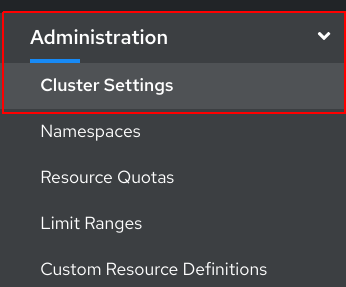 Administration
Cluster Settings
Namespaces
Resource Quotas
Limit Ranges
Custom Resource Definitions